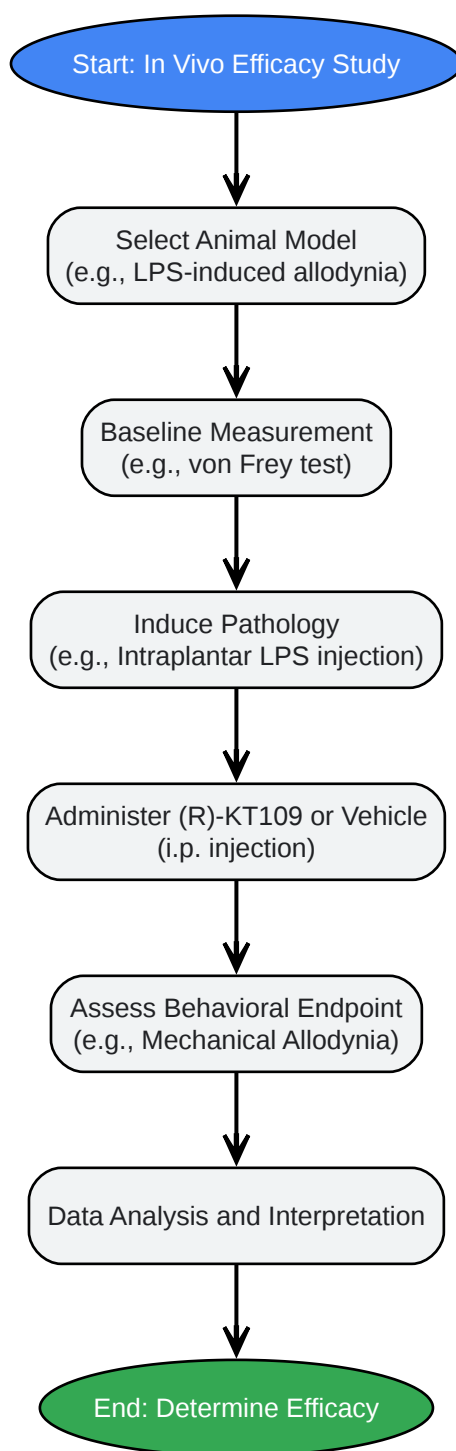 Start: In Vivo Efficacy Study
Select Animal Model
(e.g., LPS-induced allodynia)
Baseline Measurement
(e.g., von Frey test)
Induce Pathology
(e.g., Intraplantar LPS injection)
Administer (R)-KT109 or Vehicle
(i.p. injection)
Assess Behavioral Endpoint
(e.g., Mechanical Allodynia)
Data Analysis and Interpretation
End: Determine Efficacy